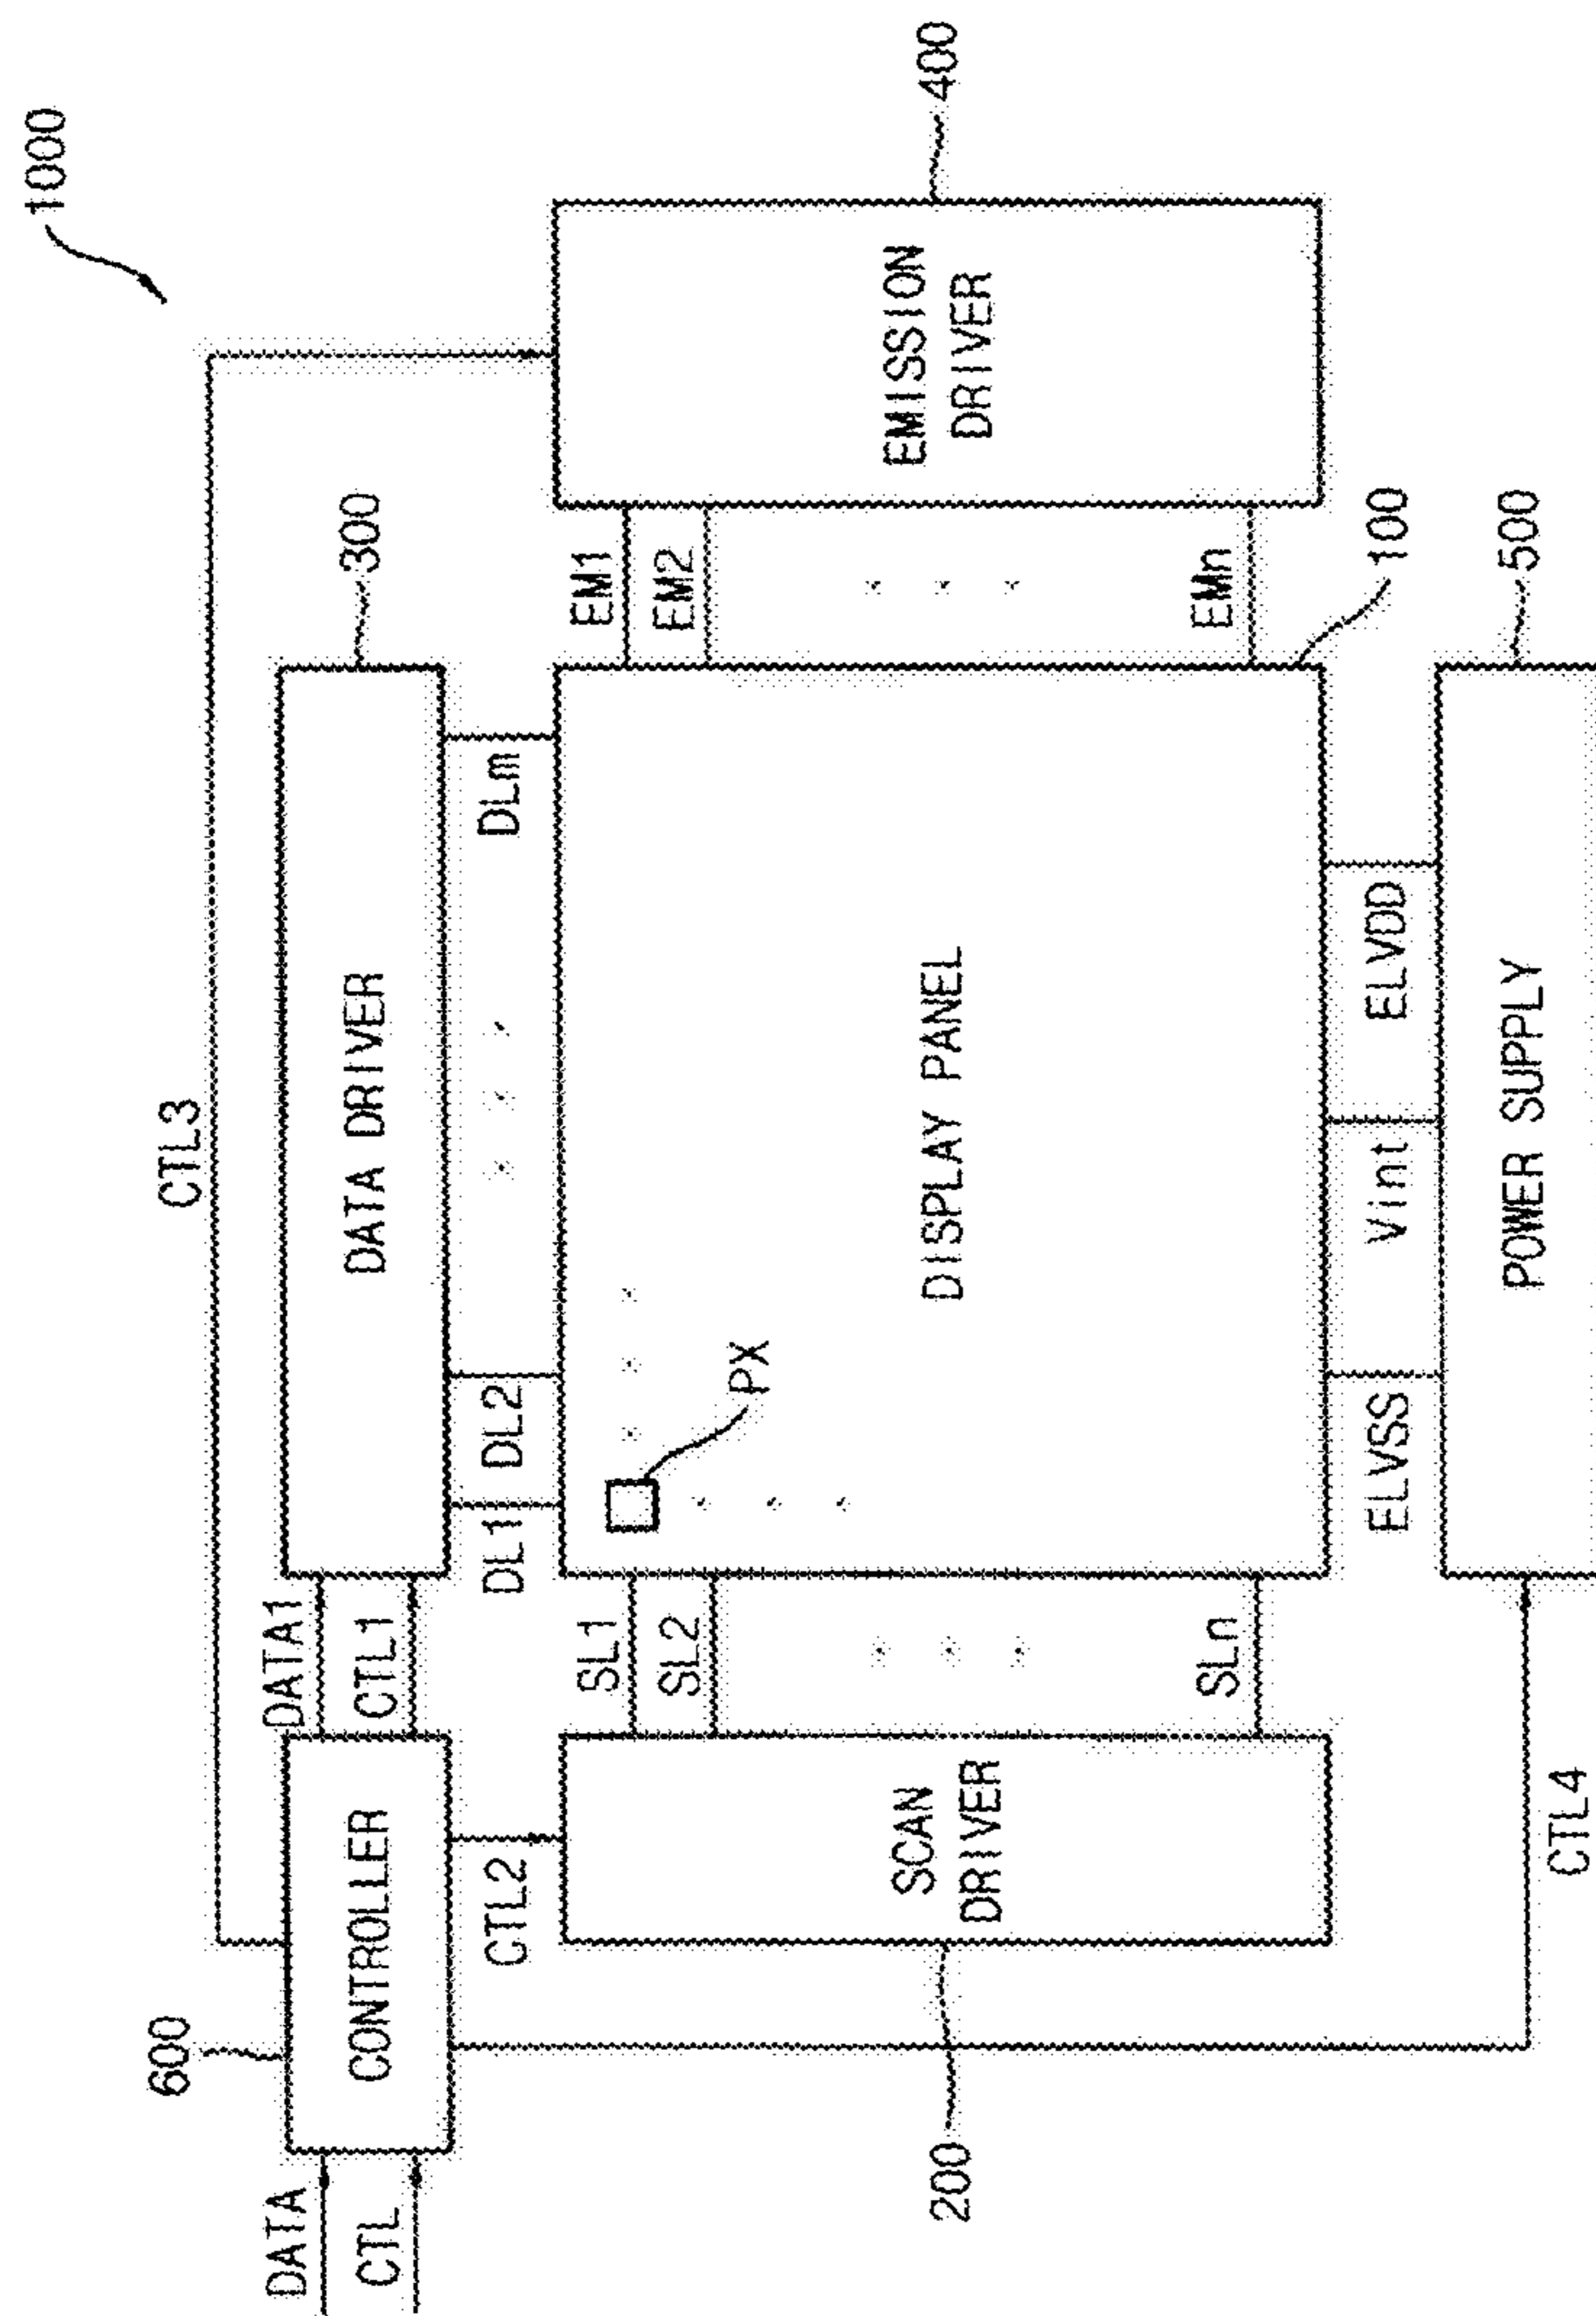 1000
CTL3
600
300
DATA
CTL
CONTROLLER
DATA1
CTL1
DATA DRIVER
CTL2
DL1
DL2
DLm
SL1
SL2
SLn
SCAN
DRIVER
200
PX
DISPLAY PANEL
EM1
EM2
EMn
EMISSION
DRIVER
400
100
ELVSS
Vint
ELVDD
CTL4
POWER SUPPLY
500